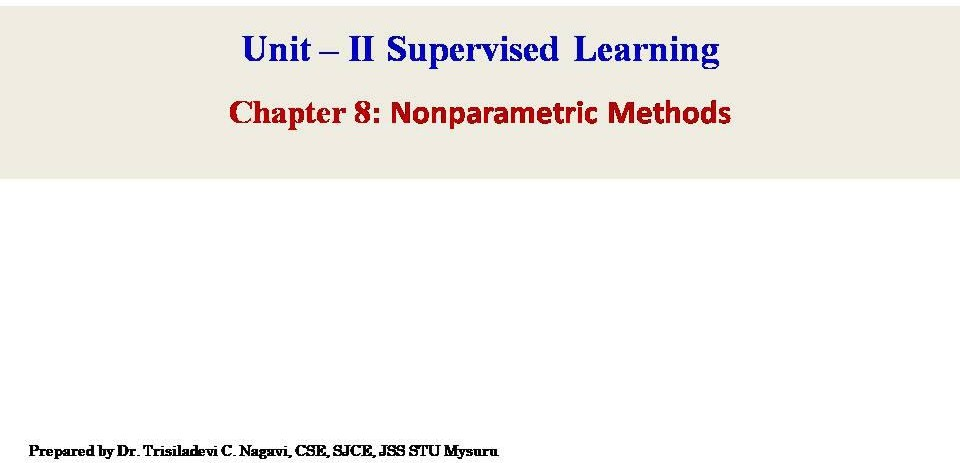 Unit – II Supervised Learning
Chapter 8: Nonparametric Methods
Prepared by Dr. Trisiladevi C. Nagavi, CSE, SJCE, JSS STU Mysuru